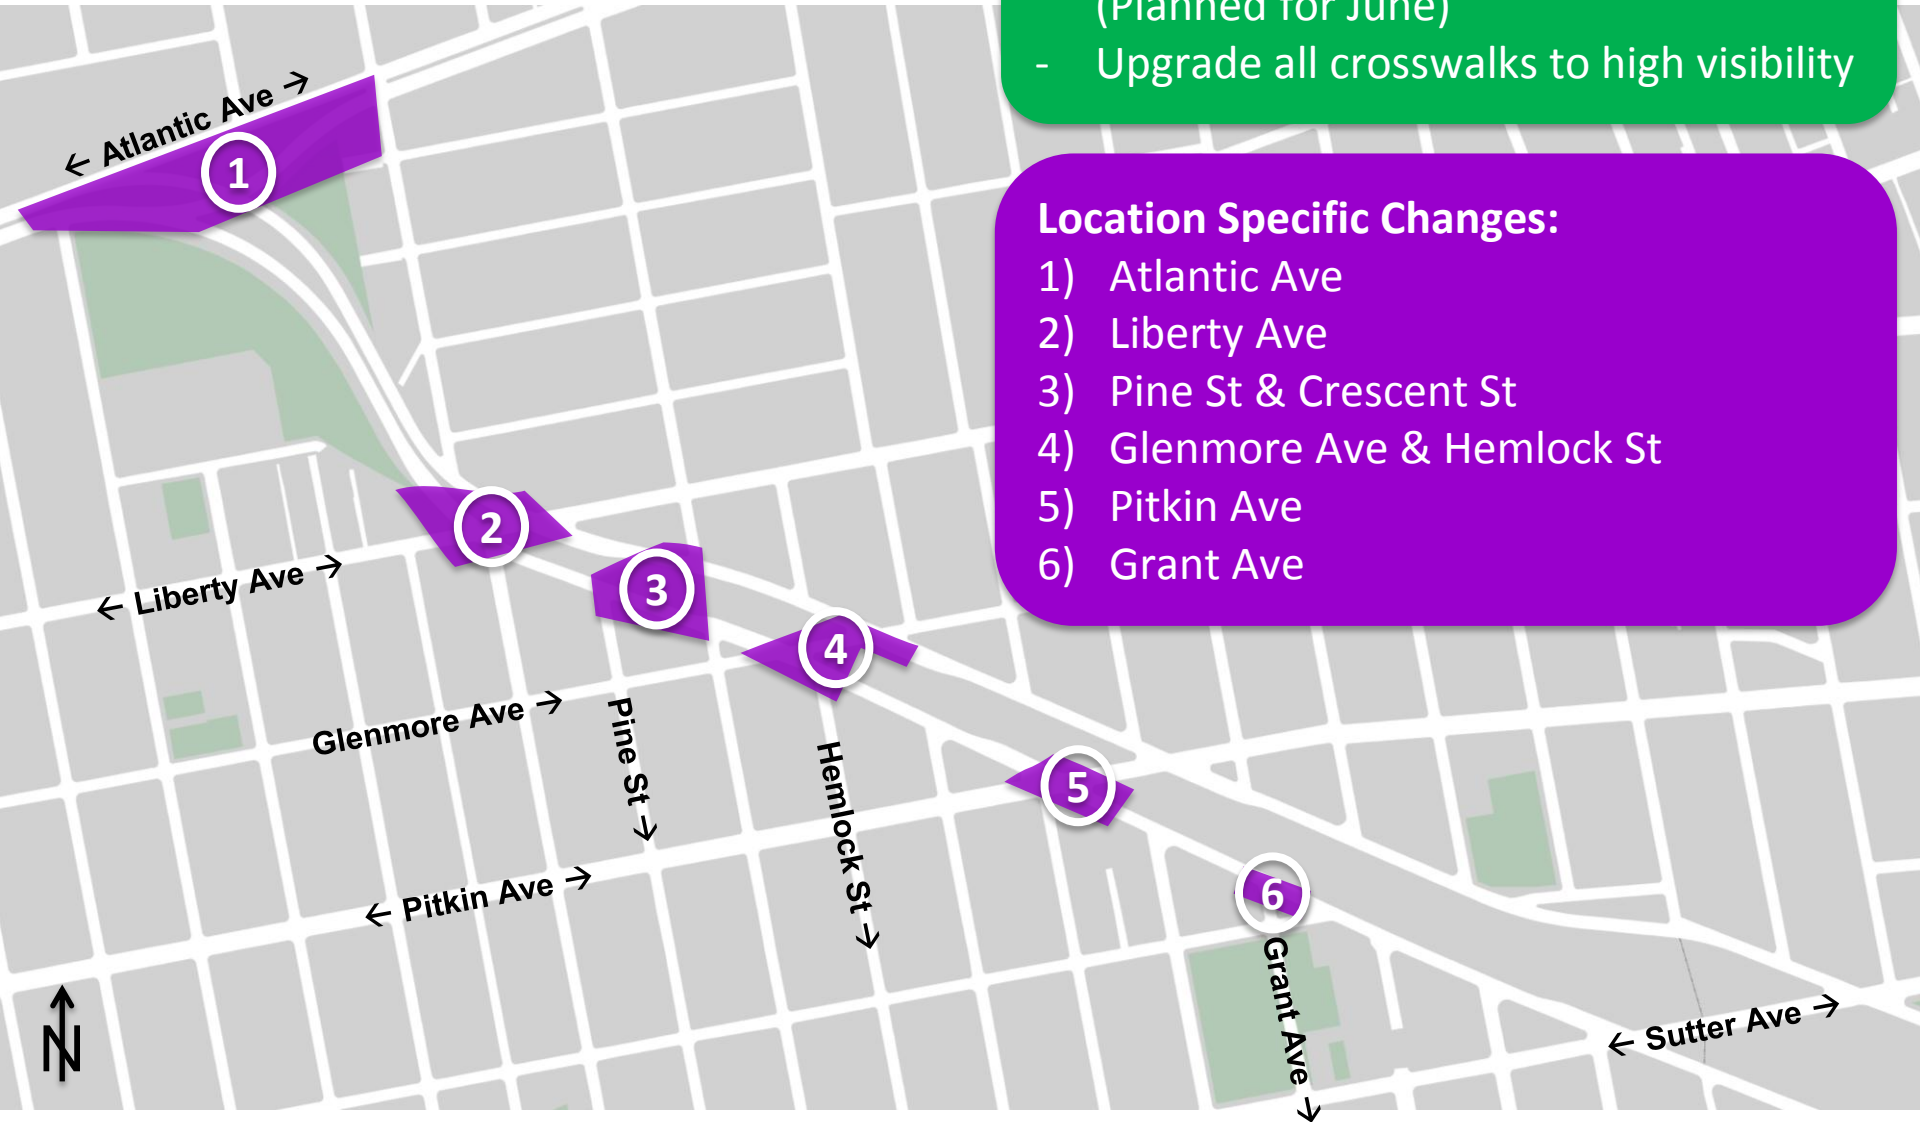 (Planned for June)
- Upgrade all crosswalks to high visibility
Location Specific Changes:
1) Atlantic Ave
2) Liberty Ave
3) Pine St & Crescent St
4) Glenmore Ave & Hemlock St
5) Pitkin Ave
6) Grant Ave
← Atlantic Ave →
1
2
← Liberty Ave →
3
4
Glenmore Ave →
Pine St →
Hemlock St →
5
← Pitkin Ave →
6
Grant Ave →
← Sutter Ave →
N